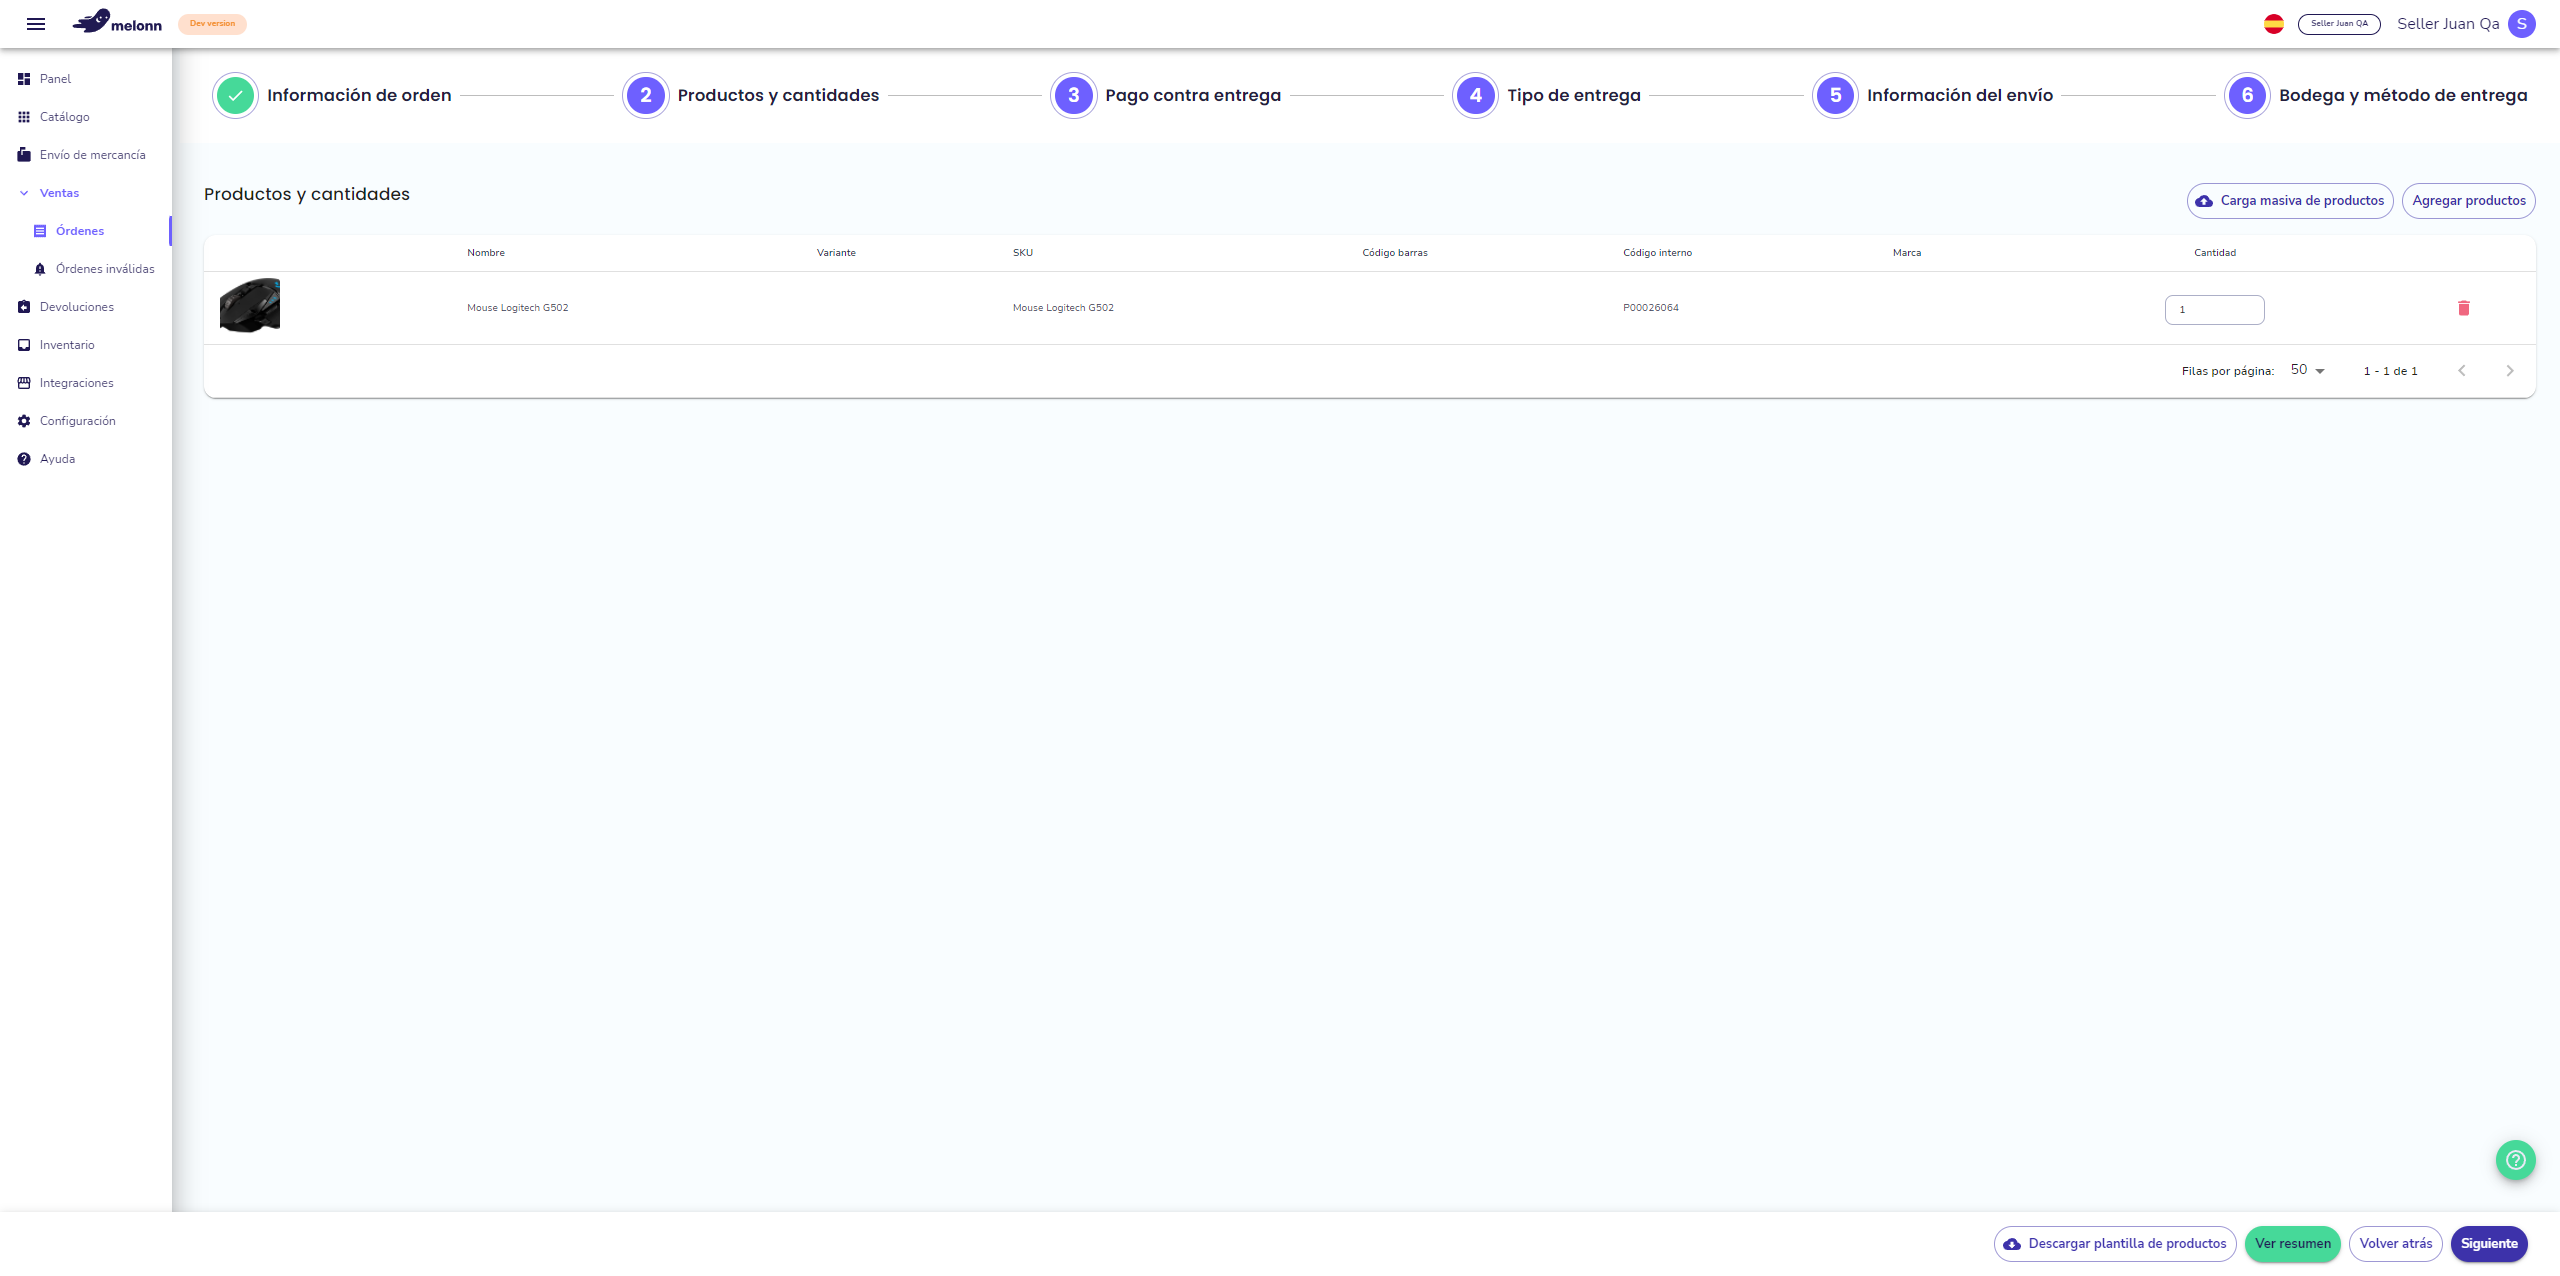 melonn
Dev version
Seller Juan QA
Seller Juan Qa
S
Panel
Catálogo
Envío de mercancía
Ventas
Órdenes
Órdenes inválidas
Devoluciones
Inventario
Integraciones
Configuración
Ayuda
Información de orden
2 Productos y cantidades
3 Pago contra entrega
4 Tipo de entrega
5 Información del envío
6 Bodega y método de entrega
Productos y cantidades
Carga masiva de productos
Agregar productos
Nombre Variante SKU Código barras Código interno Marca Cantidad
Mouse Logitech G502 Mouse Logitech G502 P00026064 1
Filas por página: 50 1 - 1 de 1
Descargar plantilla de productos
Ver resumen
Volver atrás
Siguiente